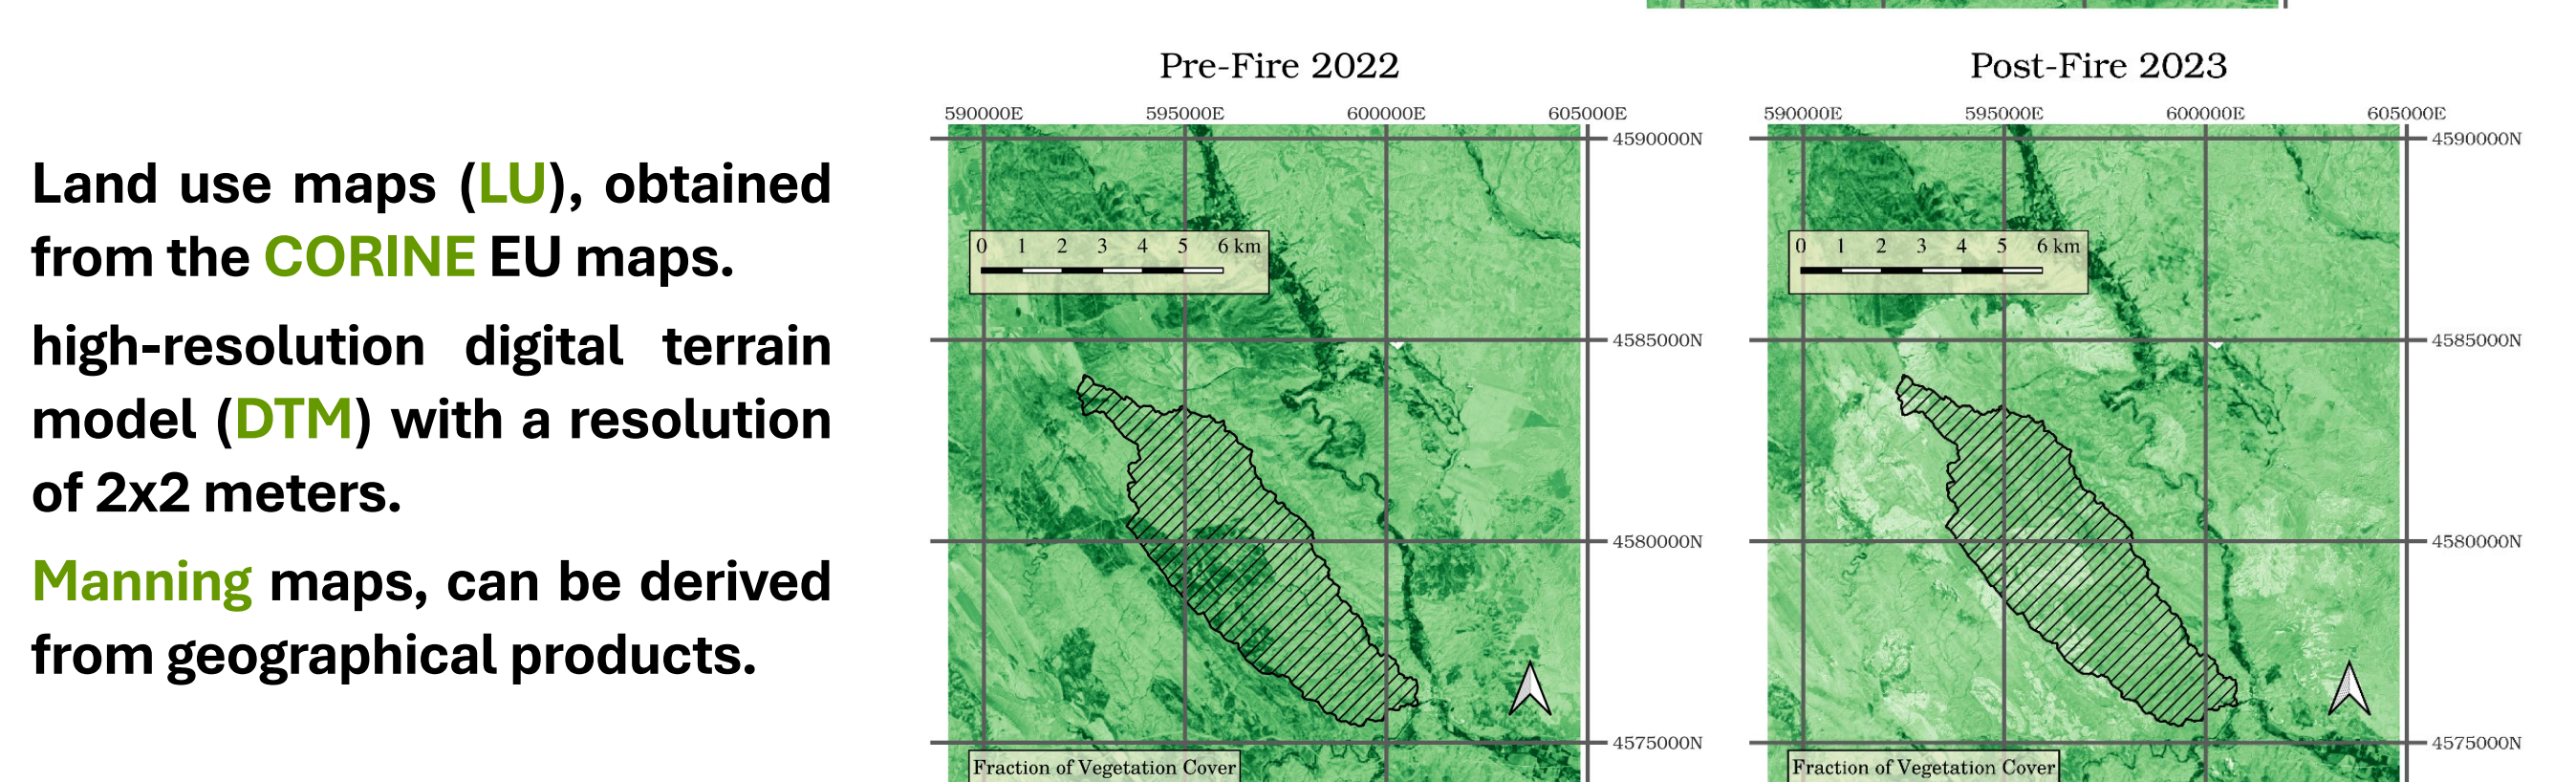 Land use maps (LU), obtained
from the CORINE EU maps.
high-resolution digital terrain
model (DTM) with a resolution
of 2x2 meters.
Manning maps, can be derived
from geographical products.
Pre-Fire 2022
590000E 595000E 600000E 605000E
4590000N
0 1 2 3 4 5 6 km
4585000N
4580000N
4575000N
Fraction of Vegetation Cover
Post-Fire 2023
590000E 595000E 600000E 605000E
4590000N
0 1 2 3 4 5 6 km
4585000N
4580000N
4575000N
Fraction of Vegetation Cover